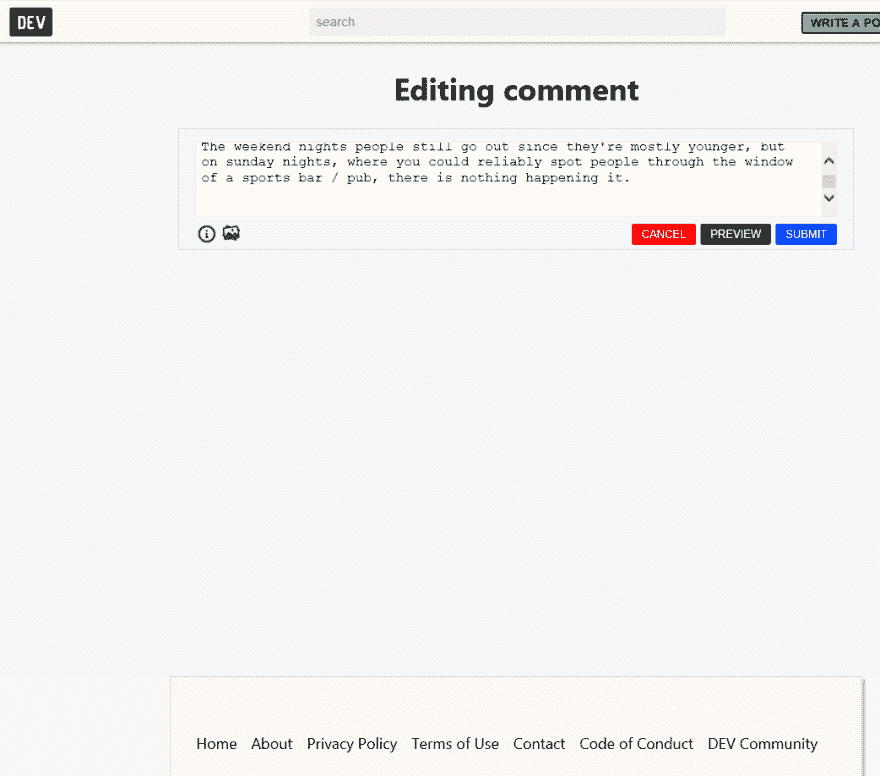 DEV search WRITE A PO
Editing comment
The weekend nights people still go out since they're mostly younger, but
on sunday nights, where you could reliably spot people through the window
of a sports bar / pub, there is nothing happening it.
CANCEL PREVIEW SUBMIT
Home About Privacy Policy Terms of Use Contact Code of Conduct DEV Community